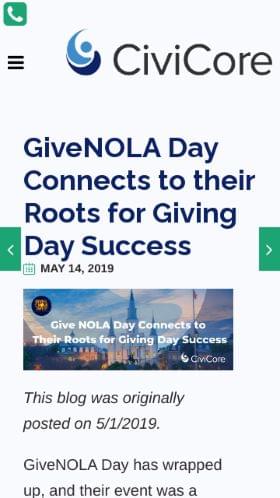 CiviCore
GiveNOLA Day
Connects to their
Roots for Giving
Day Success
MAY 14, 2019
Give NOLA Day Connects to
Their Roots for Giving Day Success
CiviCore
This blog was originally
posted on 5/1/2019.
GiveNOLA Day has wrapped
up, and their event was a